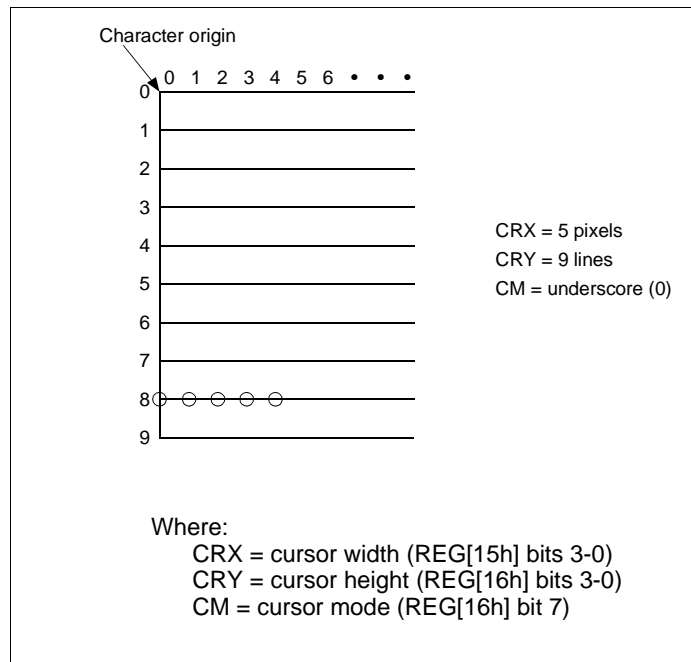 Character origin
0 1 2 3 4 5 6 • • •
0
1
2
3
4
5
6
7
8
9
CRX = 5 pixels
CRY = 9 lines
CM = underscore (0)
Where:
CRX = cursor width (REG[15h] bits 3-0)
CRY = cursor height (REG[16h] bits 3-0)
CM = cursor mode (REG[16h] bit 7)